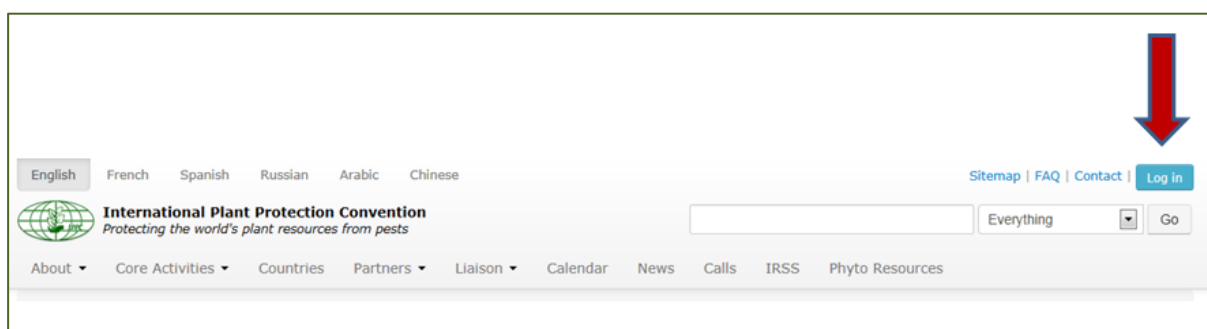 English French Spanish Russian Arabic Chinese
Sitemap | FAQ | Contact | Log in
International Plant Protection Convention
Protecting the world's plant resources from pests
Everything Go
About Core Activities Countries Partners Liaison Calendar News Calls IRSS Phyto Resources